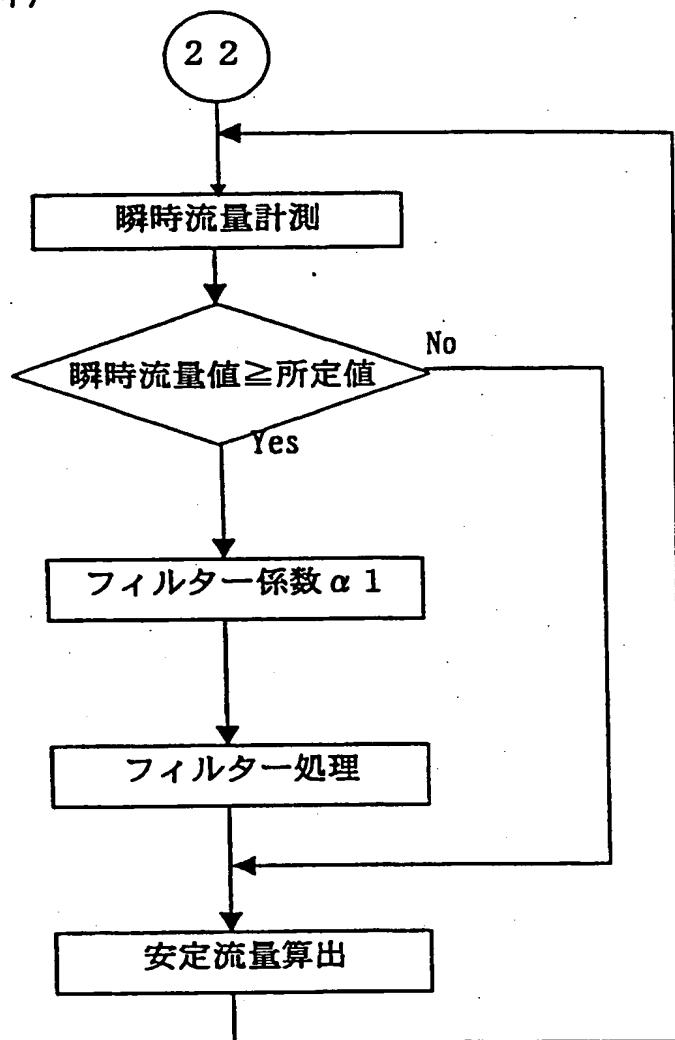 ２２
瞬時流量計測
瞬時流量値≧所定値
No
Yes
フィルター係数α１
フィルター処理
安定流量算出